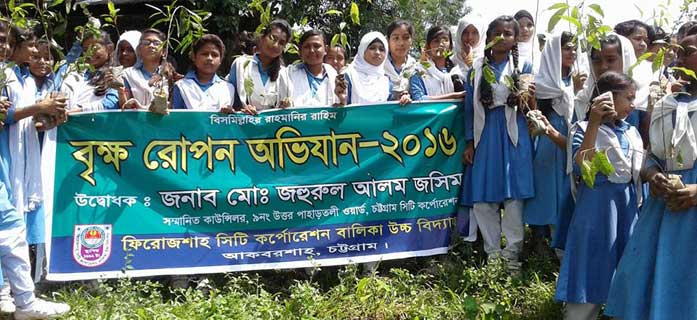 বিসমিল্লাহির রাহমানির রাহিম
বৃক্ষ রোপন অভিযান-২০১৬
উদ্বোধক : জনাব মোঃ জহুরুল আলম জসিম
সম্মানিত কাউন্সিলর, ৯নং উত্তর পাহাড়তলী ওয়ার্ড, চট্টগ্রাম সিটি কর্পোরেশন
ফিরোজশাহ সিটি কর্পোরেশন বালিকা উচ্চ বিদ্যা
আকবরশাহ, চট্টগ্রাম।